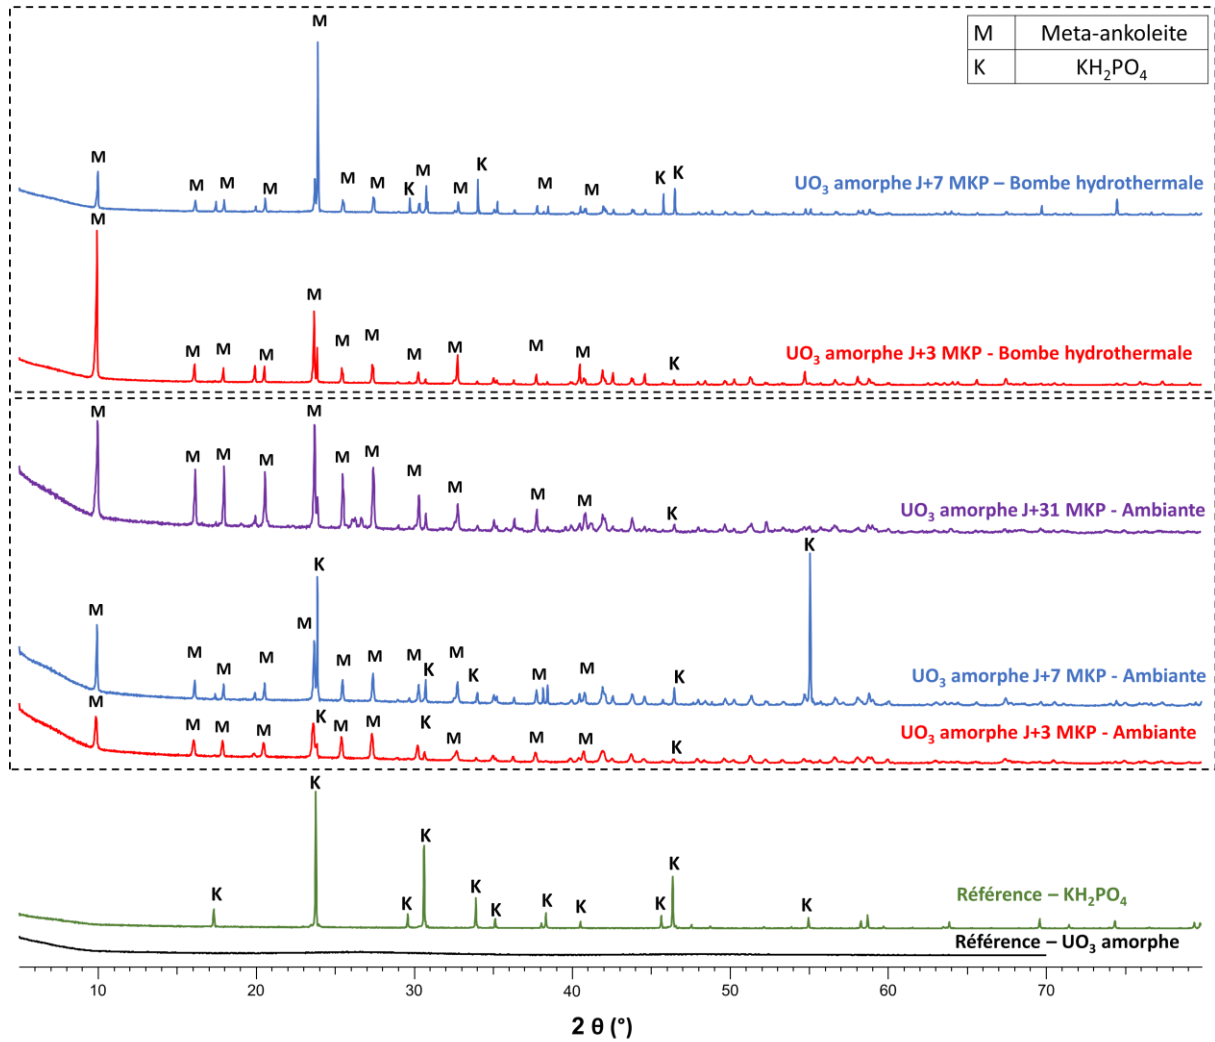 M
M Meta-ankoleite
K KH₂PO₄
M
M M M M M K M M K M M K K
UO₃ amorphe J+7 MKP – Bombe hydrothermale
M
M
M M M M M M M M M K
UO₃ amorphe J+3 MKP - Bombe hydrothermale
M M
M M M M M M M M M K
UO₃ amorphe J+31 MKP - Ambiante
K K
M M
M M M M M M K K M M M K
UO₃ amorphe J+7 MKP - Ambiante
M
M M M K M M K M M M K
UO₃ amorphe J+3 MKP - Ambiante
K
K K K K K K K K K K K
Référence – KH₂PO₄
Référence – UO₃ amorphe
10 20 30 40 50 60 70
2 θ (°)